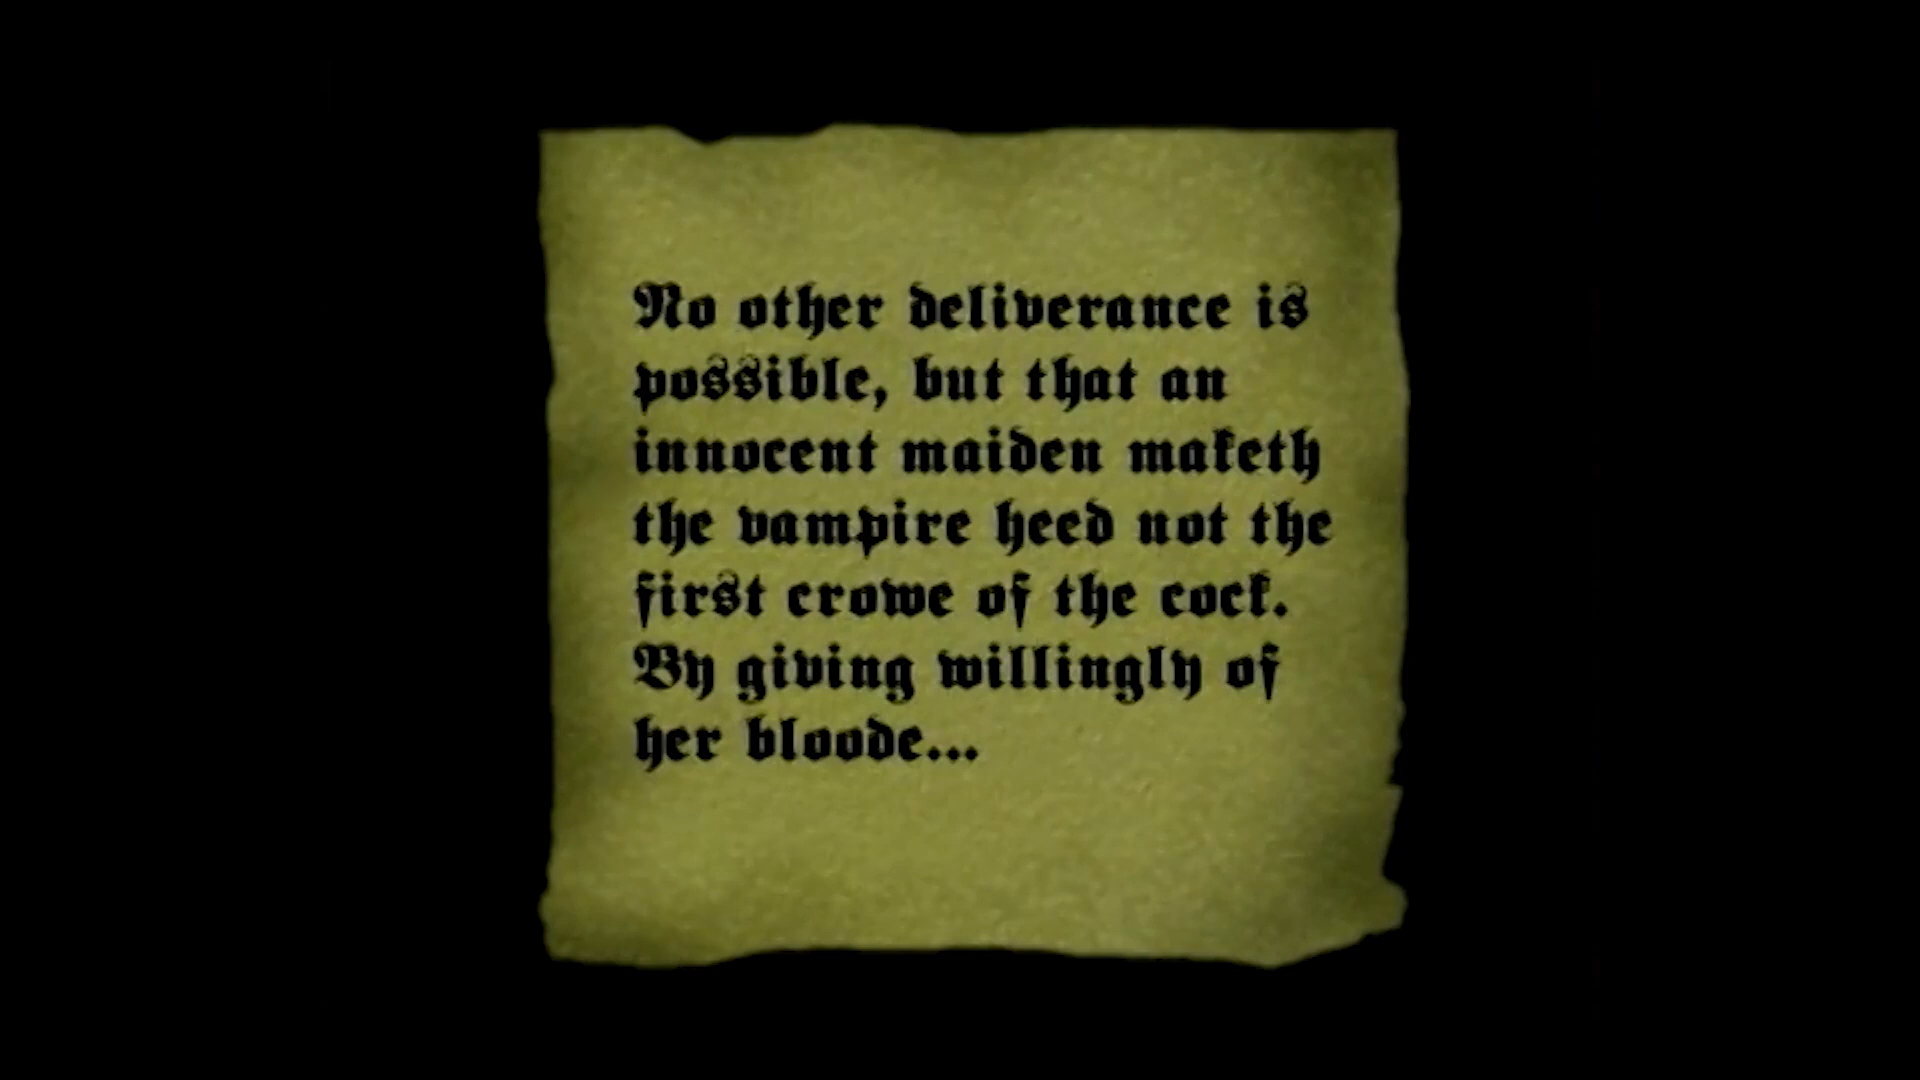 No other deliverance is
possible, but that an
innocent maiden maketh
the vampire heed not the
first crowe of the cock.
By giving willingly of
her bloode...